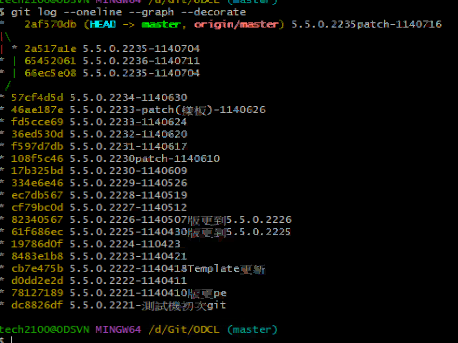 $ git log --oneline --graph --decorate
*   2af570db (HEAD -> master, origin/master) 5.5.0.2235patch-1140716
|\
| * 2a517a1e 5.5.0.2235-1140704
* | 65452061 5.5.0.2236-1140711
* | 66ec5e08 5.5.0.2235-1140704
|/
* 57cf4d5d 5.5.0.2234-1140630
* 46ae187e 5.5.0.2233-patch(樣板)-1140626
* fd5cce69 5.5.0.2233-1140624
* 36ed530d 5.5.0.2232-1140620
* f597d7db 5.5.0.2231-1140617
* 108f5c46 5.5.0.2230patch-1140610
* 17b325bd 5.5.0.2230-1140609
* 334e6e46 5.5.0.2229-1140526
* ec7db567 5.5.0.2228-1140519
* cf79bc0d 5.5.0.2227-1140512
* 82340567 5.5.0.2226-1140507版更到5.5.0.2226
* 61f686ec 5.5.0.2225-1140430版更到5.5.0.2225
* 19786d0f 5.5.0.2224-110423
* 8483e1b8 5.5.0.2223-1140421
* cb7e475b 5.5.0.2222-1140418Template更新
* d0dd2e2d 5.5.0.2222-1140411
* 78127189 5.5.0.2221-1140410版更pe
* dc8826df 5.5.0.2221-測試機初次git
tech2100@ODSVN MINGW64 /d/Git/ODCL (master)
$